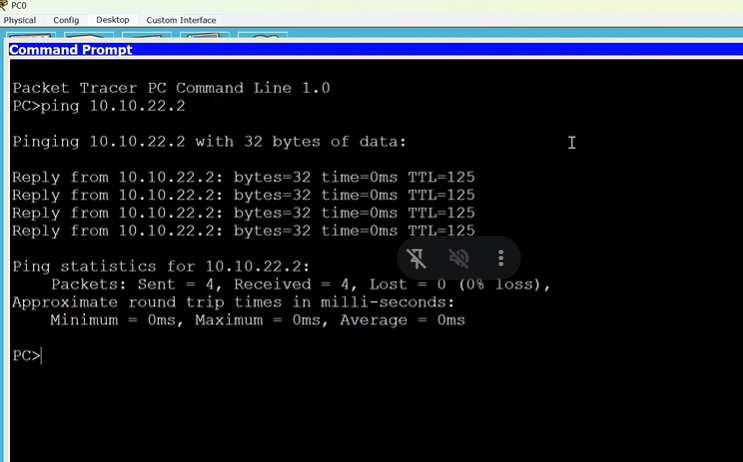 PC0
Physical Config Desktop Custom Interface
Command Prompt
Packet Tracer PC Command Line 1.0
PC>ping 10.10.22.2
Pinging 10.10.22.2 with 32 bytes of data:
Reply from 10.10.22.2: bytes=32 time=0ms TTL=125
Reply from 10.10.22.2: bytes=32 time=0ms TTL=125
Reply from 10.10.22.2: bytes=32 time=0ms TTL=125
Reply from 10.10.22.2: bytes=32 time=0ms TTL=125
Ping statistics for 10.10.22.2:
Packets: Sent = 4, Received = 4, Lost = 0 (0% loss),
Approximate round trip times in milli-seconds:
Minimum = 0ms, Maximum = 0ms, Average = 0ms
PC>